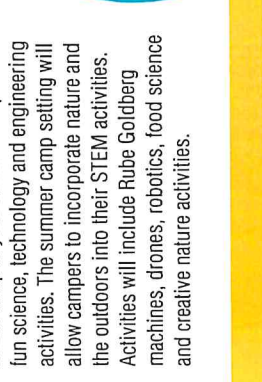 fun science, technology and engineering
activities. The summer camp setting will
allow campers to incorporate nature and
the outdoors into their STEM activities.
Activities will include Rube Goldberg
machines, drones, robotics, food science
and creative nature activities.